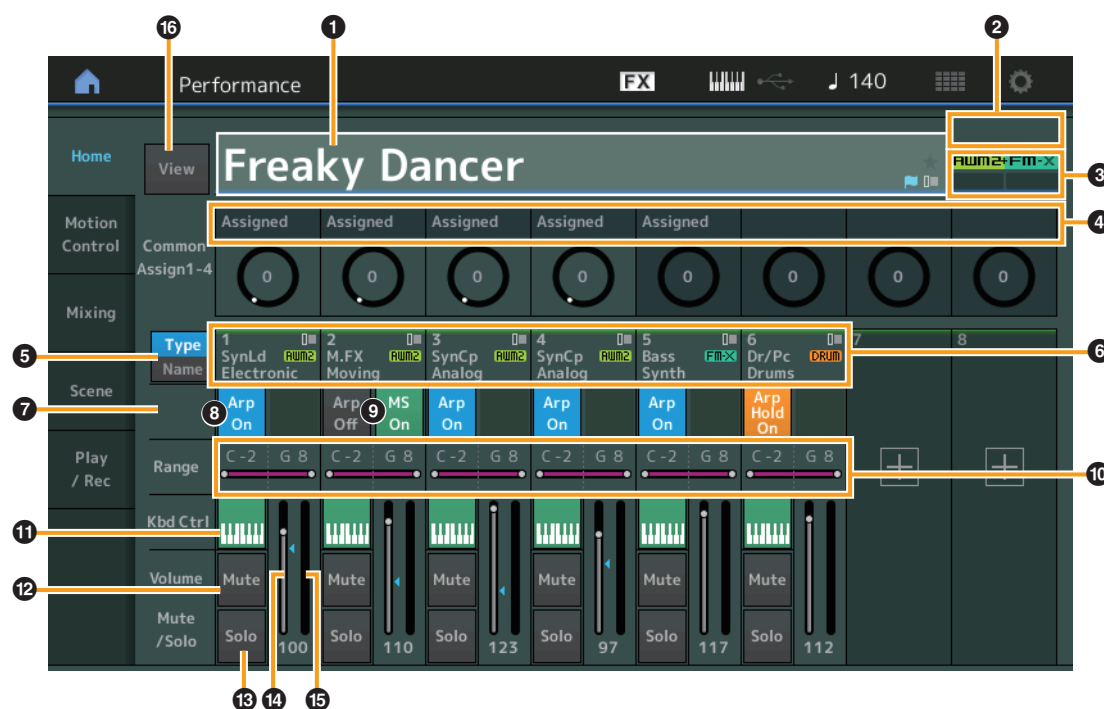 16 1 2
Performance FX 140
Home View Freaky Dancer AWM2+FM-X 3
Motion Control
Common Assign1-4
Assigned Assigned Assigned Assigned Assigned 4
0 0 0 0 0 0 0 0
Mixing
5 Type Name
1 SynLd AWM2 Electronic
2 M.FX AWM2 Moving
3 SynCp AWM2 Analog
4 SynCp AWM2 Analog
5 Bass FM-X Synth
6 Dr/Pc DRUM Drums
7
8
6
7
Scene
8 Arp On
Arp Off
9 MS On
Arp On
Arp On
Arp On
Arp Hold On
Play / Rec
Range C -2 G 8 C -2 G 8 C -2 G 8 C -2 G 8 C -2 G 8 C -2 G 8 10
11 Kbd Ctrl
12 Volume Mute Mute Mute Mute Mute Mute
Mute /Solo
Solo 100 Solo 110 Solo 123 Solo 97 Solo 117 Solo 112
13 14 15